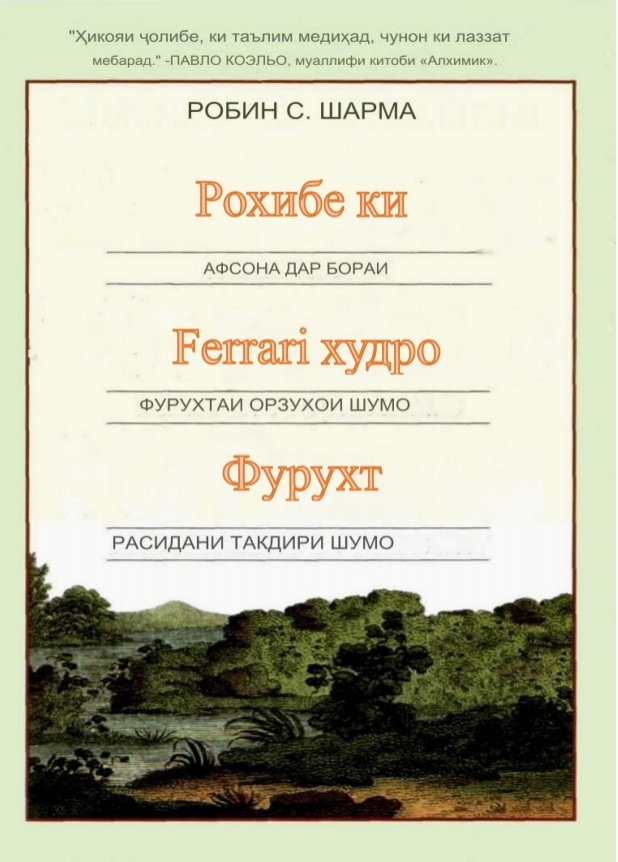 "Ҳикояи ҷолибе, ки таълим медиҳад, чунон ки лаззат
мебарад." -ПАВЛО КОЭЛЬО, муаллифи китоби «Алхимик».
РОБИН С. ШАРМА
Рохибе ки
АФСОНА ДАР БОРАИ
Ferrari худро
ФУРУХТАИ ОРЗУХОИ ШУМО
Фурухт
РАСИДАНИ ТАКДИРИ ШУМО